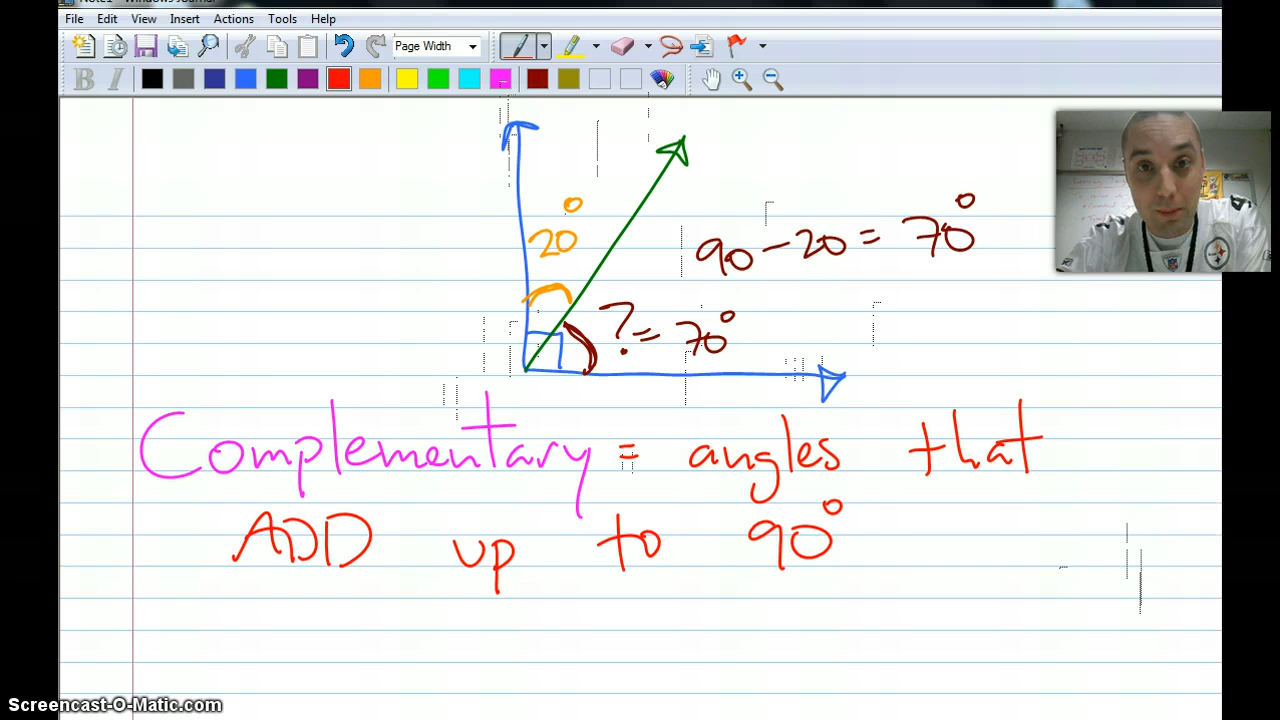 Note1 - Windows Journal
File Edit View Insert Actions Tools Help
Page Width
B I
20°
90 - 20 = 70°
? = 70°
Complementary = angles that
ADD up to 90°
Screencast-O-Matic.com